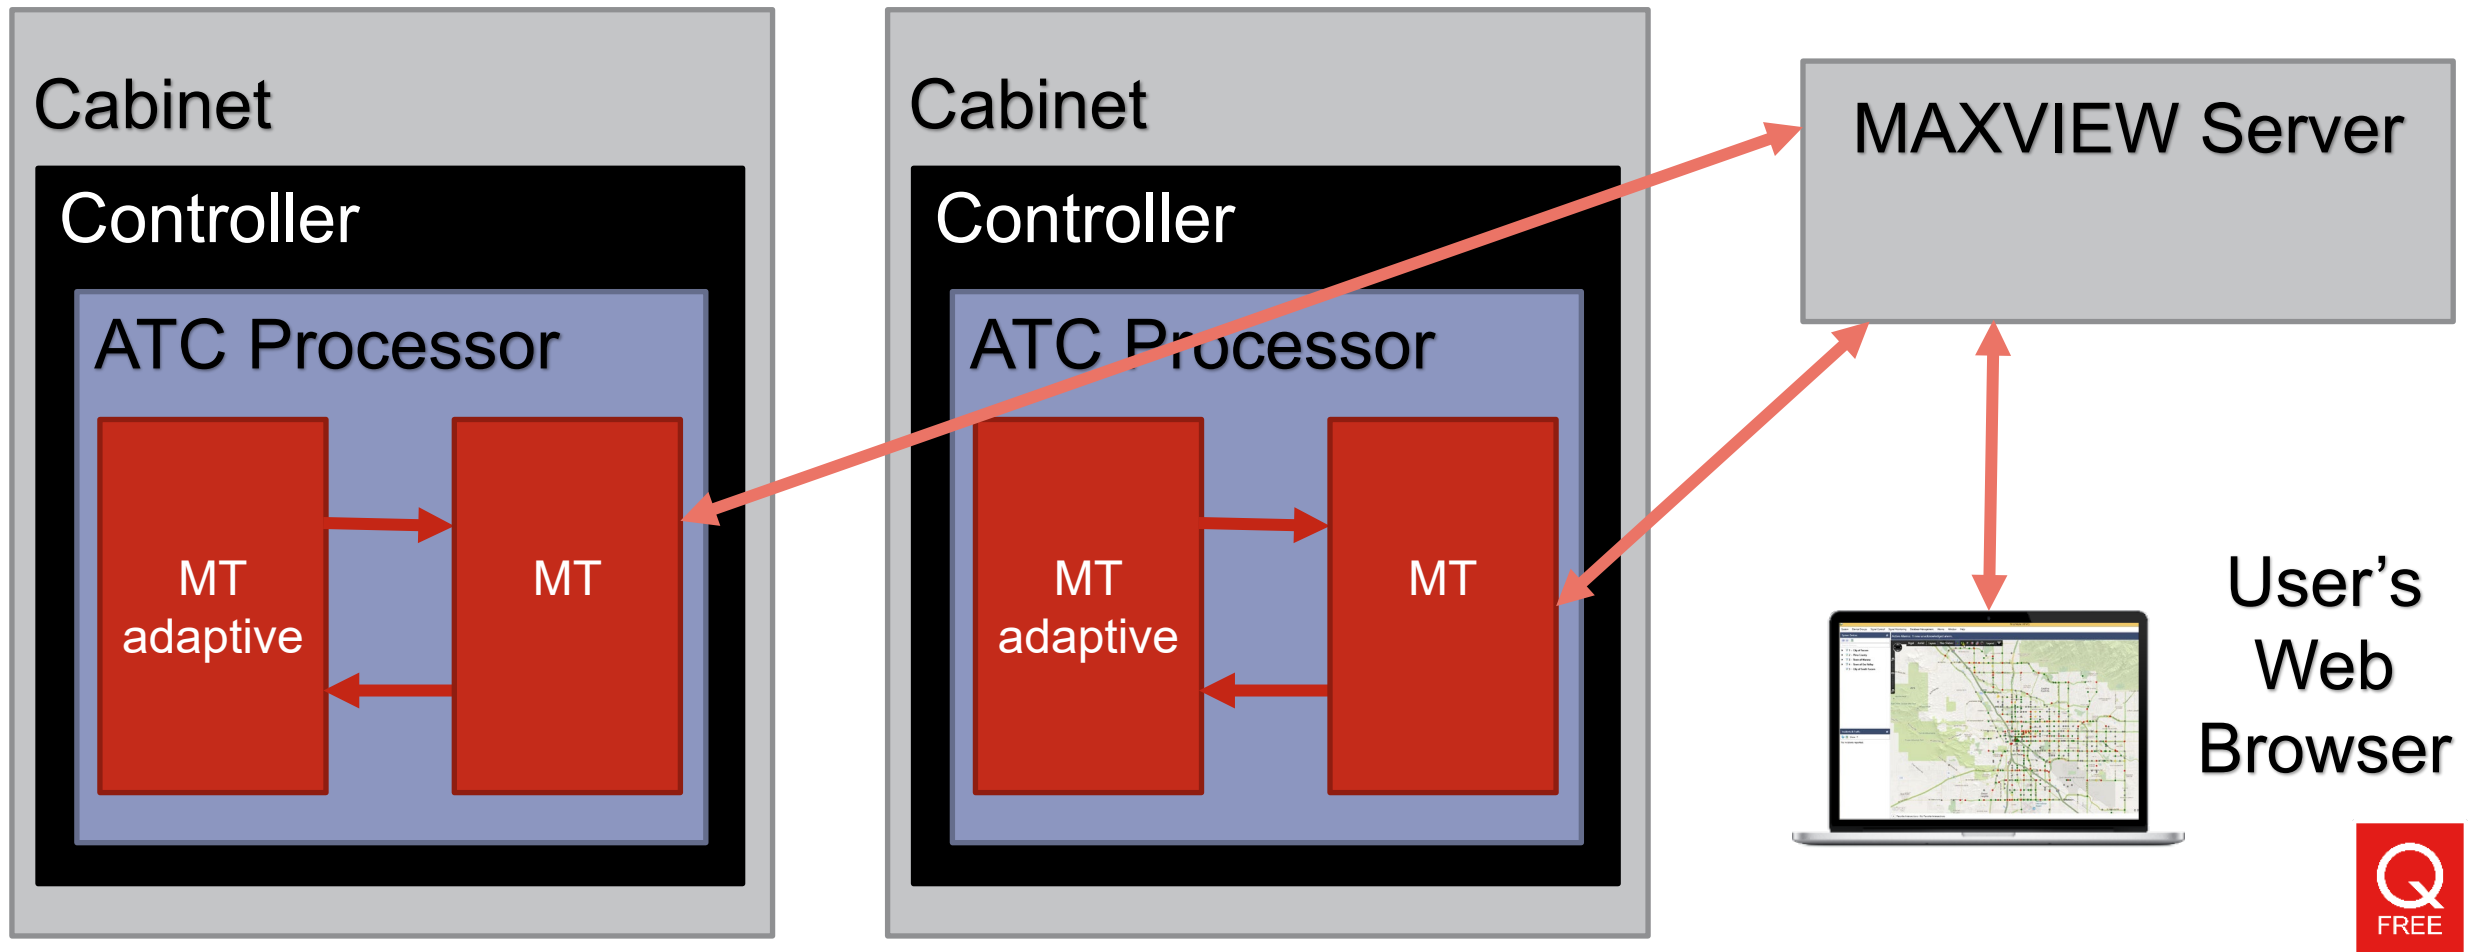 Cabinet
Controller
ATC Processor
MT
adaptive
MT
Cabinet
Controller
ATC Processor
MT
adaptive
MT
MAXVIEW Server
User’s
Web
Browser
Q
FREE